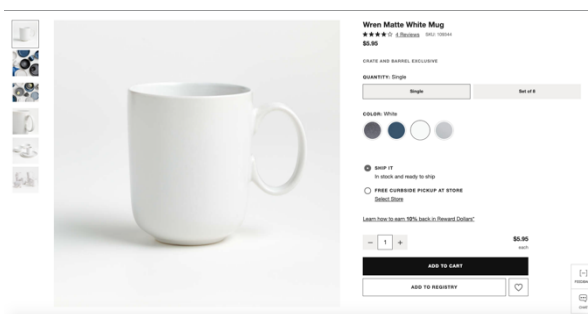 Wren Matte White Mug
4 Reviews SKU: 109544
$5.95
CRATE AND BARREL EXCLUSIVE
QUANTITY: Single
Single
Set of 8
COLOR: White
SHIP IT
In stock and ready to ship
FREE CURBSIDE PICKUP AT STORE
Select Store
Learn how to earn 10% back in Reward Dollars*
− 1 +
$5.95
each
ADD TO CART
ADD TO REGISTRY